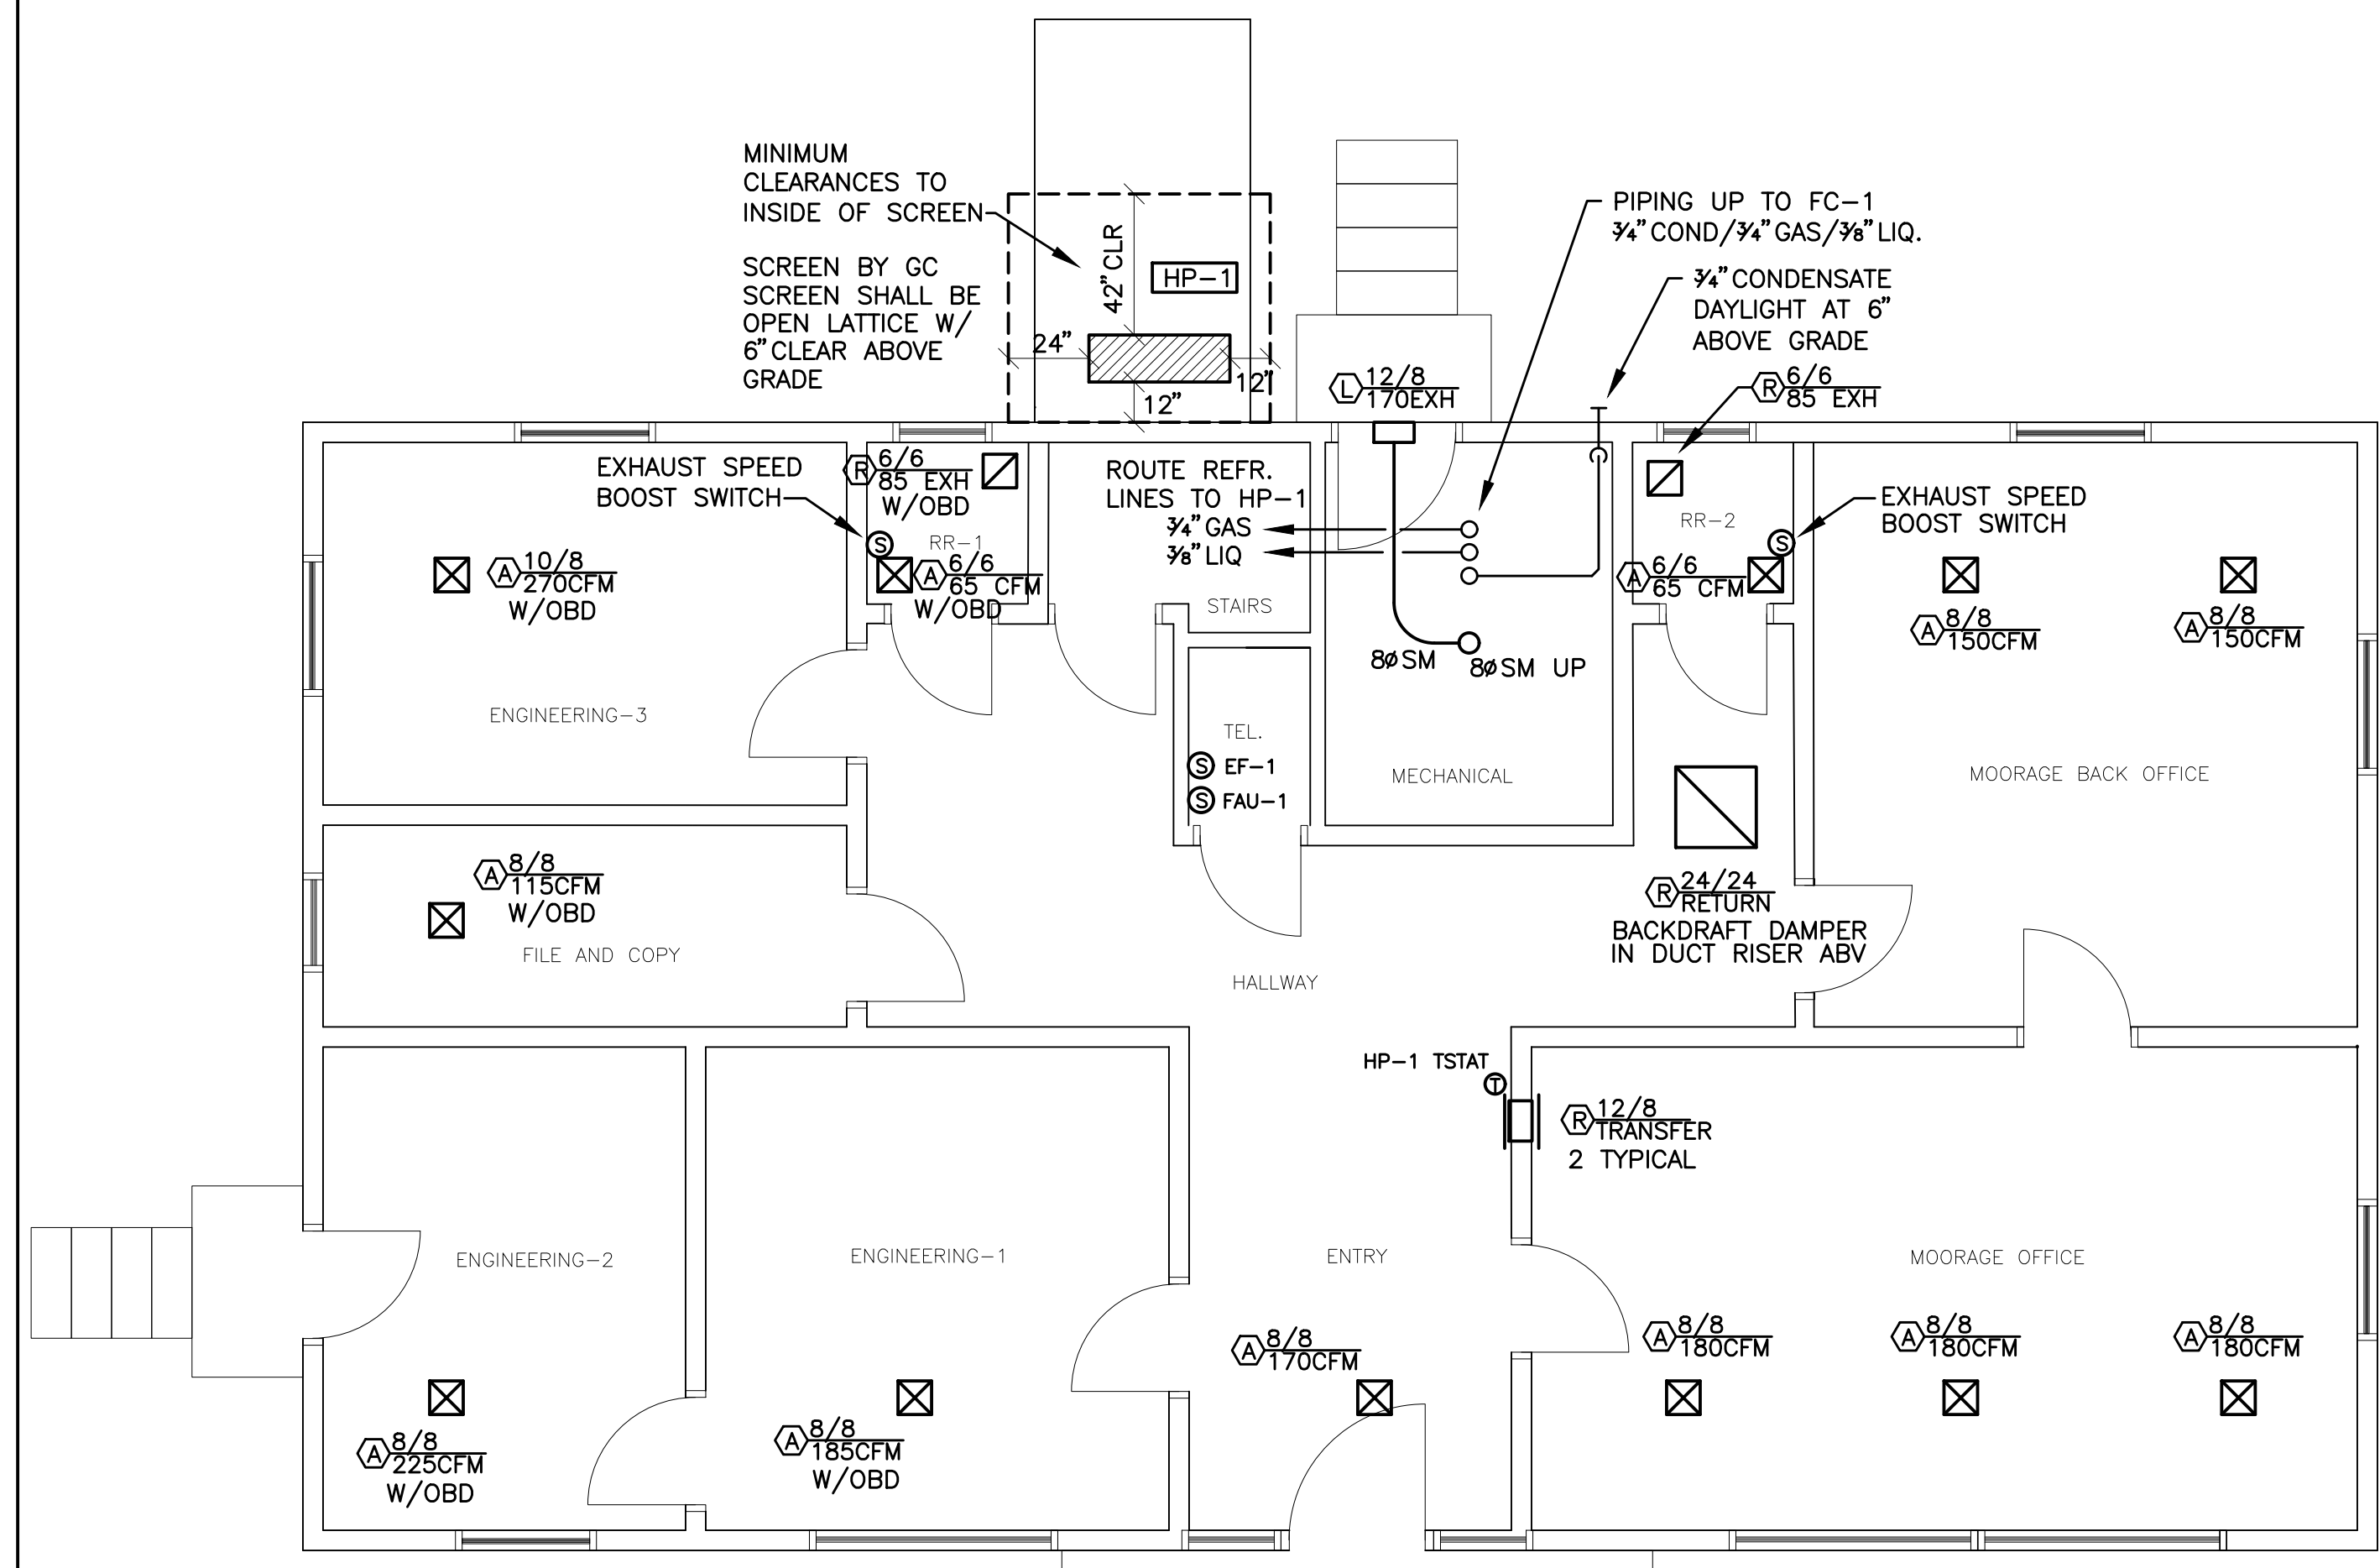 MINIMUM
CLEARANCES TO
INSIDE OF SCREEN
SCREEN BY GC
SCREEN SHALL BE
OPEN LATTICE W/
6" CLEAR ABOVE
GRADE
42" CLR
HP-1
24"
12"
12"
PIPING UP TO FC-1
¾" COND/¾" GAS/⅜" LIQ.
¾" CONDENSATE
DAYLIGHT AT 6"
ABOVE GRADE
L 12/8
170EXH
R 6/6
85 EXH
EXHAUST SPEED
BOOST SWITCH
R 6/6
85 EXH
W/OBD
S
RR-1
A 6/6
65 CFM
W/OBD
ROUTE REFR.
LINES TO HP-1
¾" GAS
⅜" LIQ
STAIRS
8ø SM
8ø SM UP
RR-2
S
A 6/6
65 CFM
EXHAUST SPEED
BOOST SWITCH
A 10/8
270CFM
W/OBD
A 8/8
150CFM
A 8/8
150CFM
ENGINEERING-3
TEL.
S EF-1
S FAU-1
MECHANICAL
MOORAGE BACK OFFICE
A 8/8
115CFM
W/OBD
FILE AND COPY
R 24/24
RETURN
BACKDRAFT DAMPER
IN DUCT RISER ABV
HALLWAY
HP-1 TSTAT
T
R 12/8
TRANSFER
2 TYPICAL
ENGINEERING-2
ENGINEERING-1
ENTRY
MOORAGE OFFICE
A 8/8
170CFM
A 8/8
180CFM
A 8/8
180CFM
A 8/8
180CFM
A 8/8
225CFM
W/OBD
A 8/8
185CFM
W/OBD